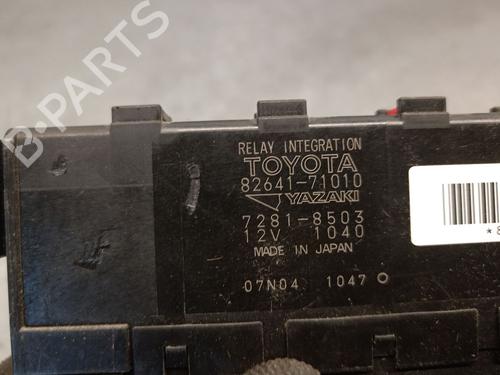 B-PARTS
RELAY INTEGRATION
TOYOTA
82641-71010
YAZAKI
7281-8503
12V 1040
MADE IN JAPAN
07N04 1047